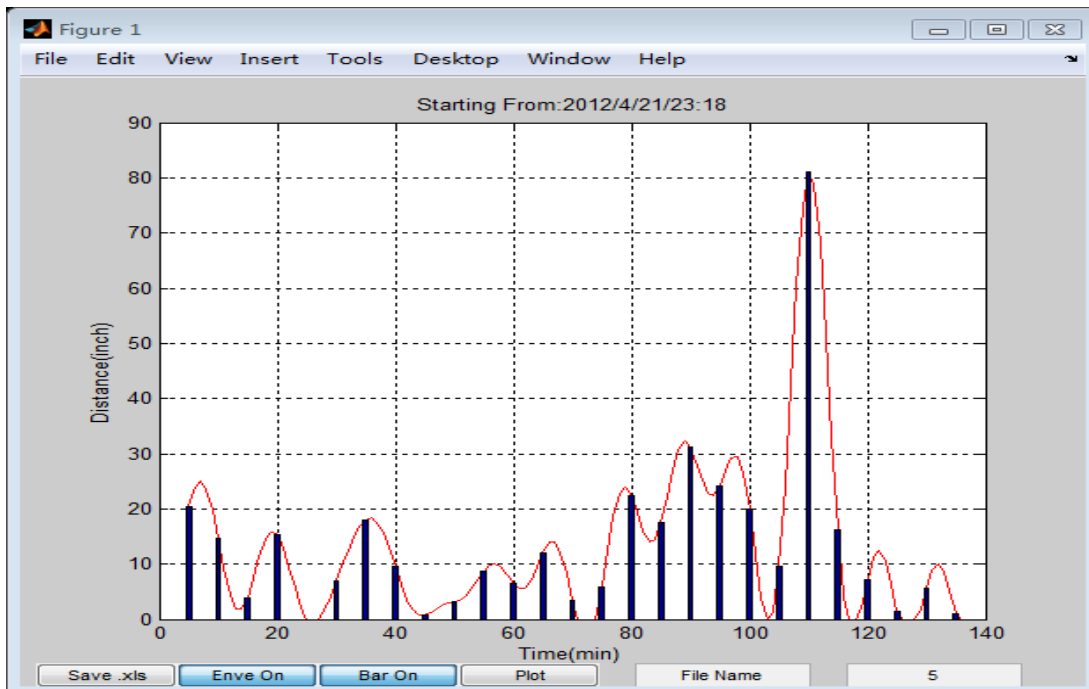 Figure 1
File Edit View Insert Tools Desktop Window Help
Starting From:2012/4/21/23:18
90
80
70
60
50
40
30
20
10
0
Distance(inch)
0 20 40 60 80 100 120 140
Time(min)
Save .xls Enve On Bar On Plot File Name 5